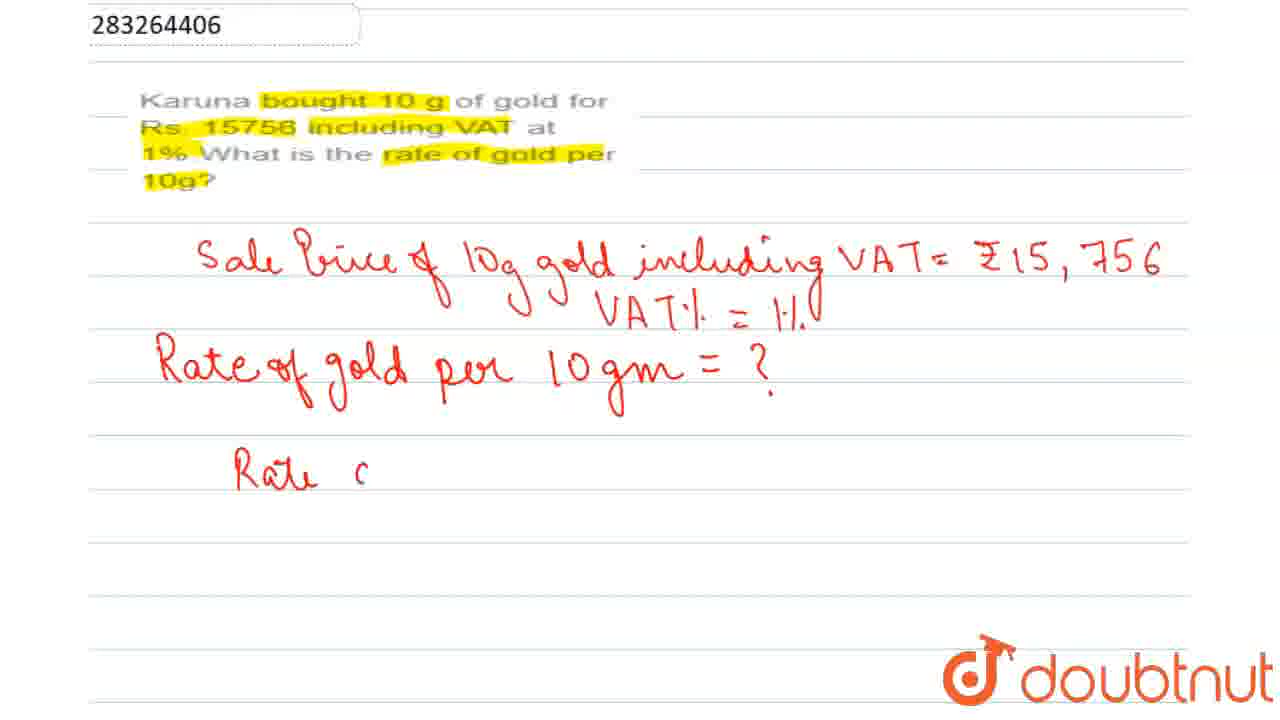 283264406
Karuna bought 10 g of gold for
Rs. 15756 including VAT at
1% What is the rate of gold per
10g?
Sale Price of 10g gold including VAT = ₹15,756
VAT% = 1%
Rate of gold per 10gm = ?
Rate
doubtnut